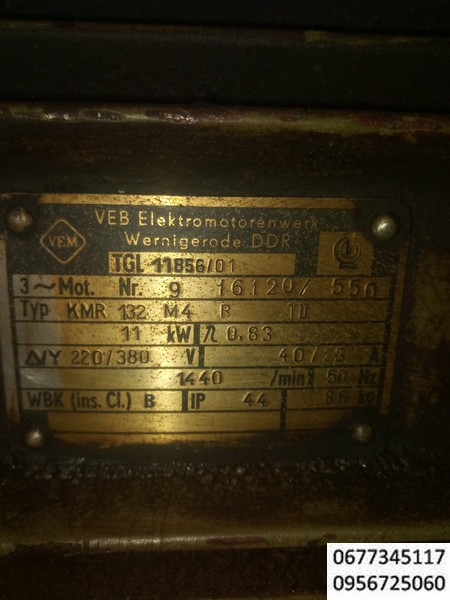 VEM
VEB Elektromotorenwerk
Wernigerode DDR
TGL 11856/01
3~Mot. Nr. 9 16120/ 550
Typ KMR 132 M4 R TD
11 kW η 0,83
Δ/Y 220/380 V 40/23 A
1440 /min 50 Hz
WBK (ins. Cl.) B IP 44 86 kg
0677345117
0956725060